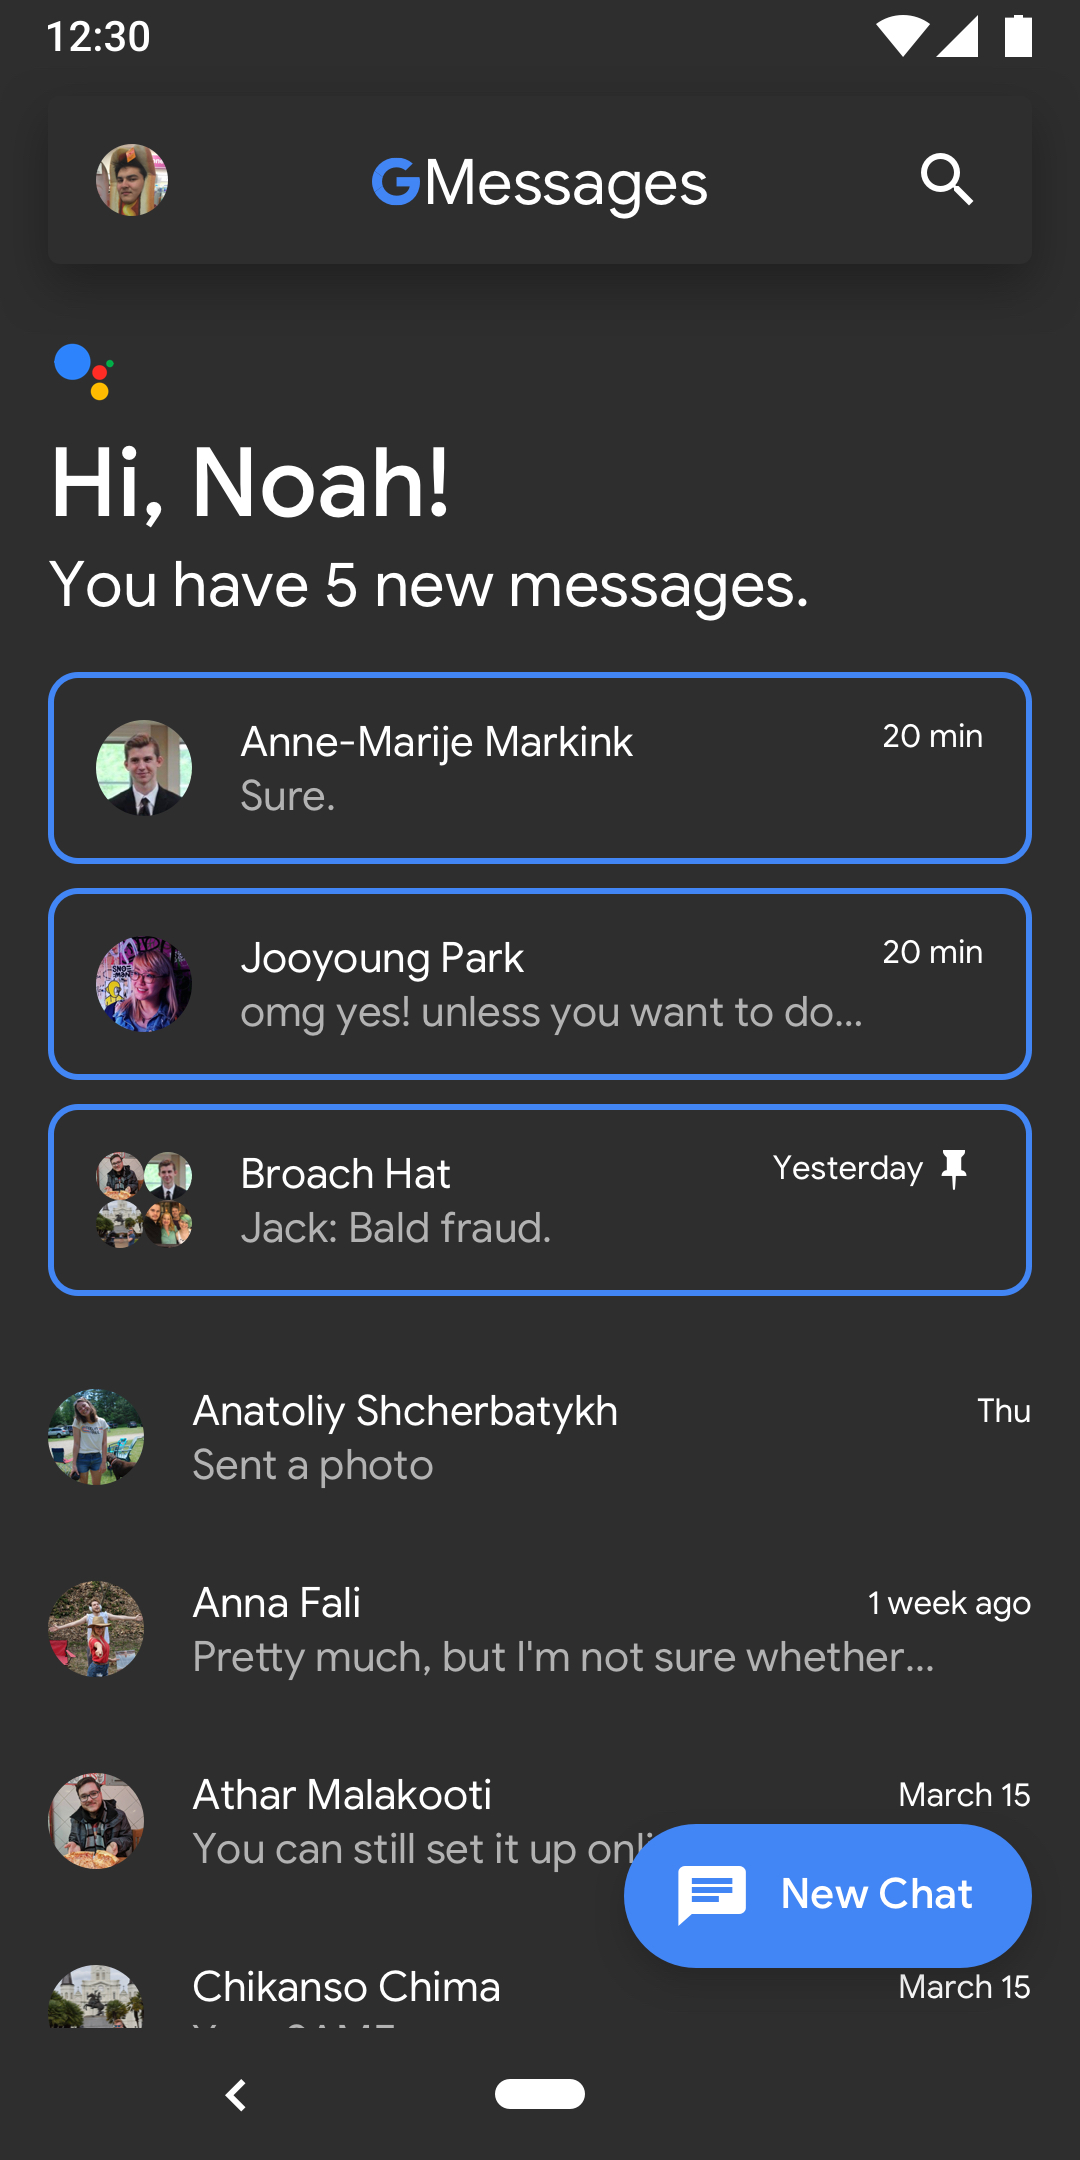 12:30
GMessages
Hi, Noah!
You have 5 new messages.
Anne-Marije Markink
20 min
Sure.
Jooyoung Park
20 min
omg yes! unless you want to do...
Broach Hat
Yesterday
Jack: Bald fraud.
Anatoliy Shcherbatykh
Thu
Sent a photo
Anna Fali
1 week ago
Pretty much, but I'm not sure whether...
Athar Malakooti
March 15
You can still set it up onli
New Chat
Chikanso Chima
March 15